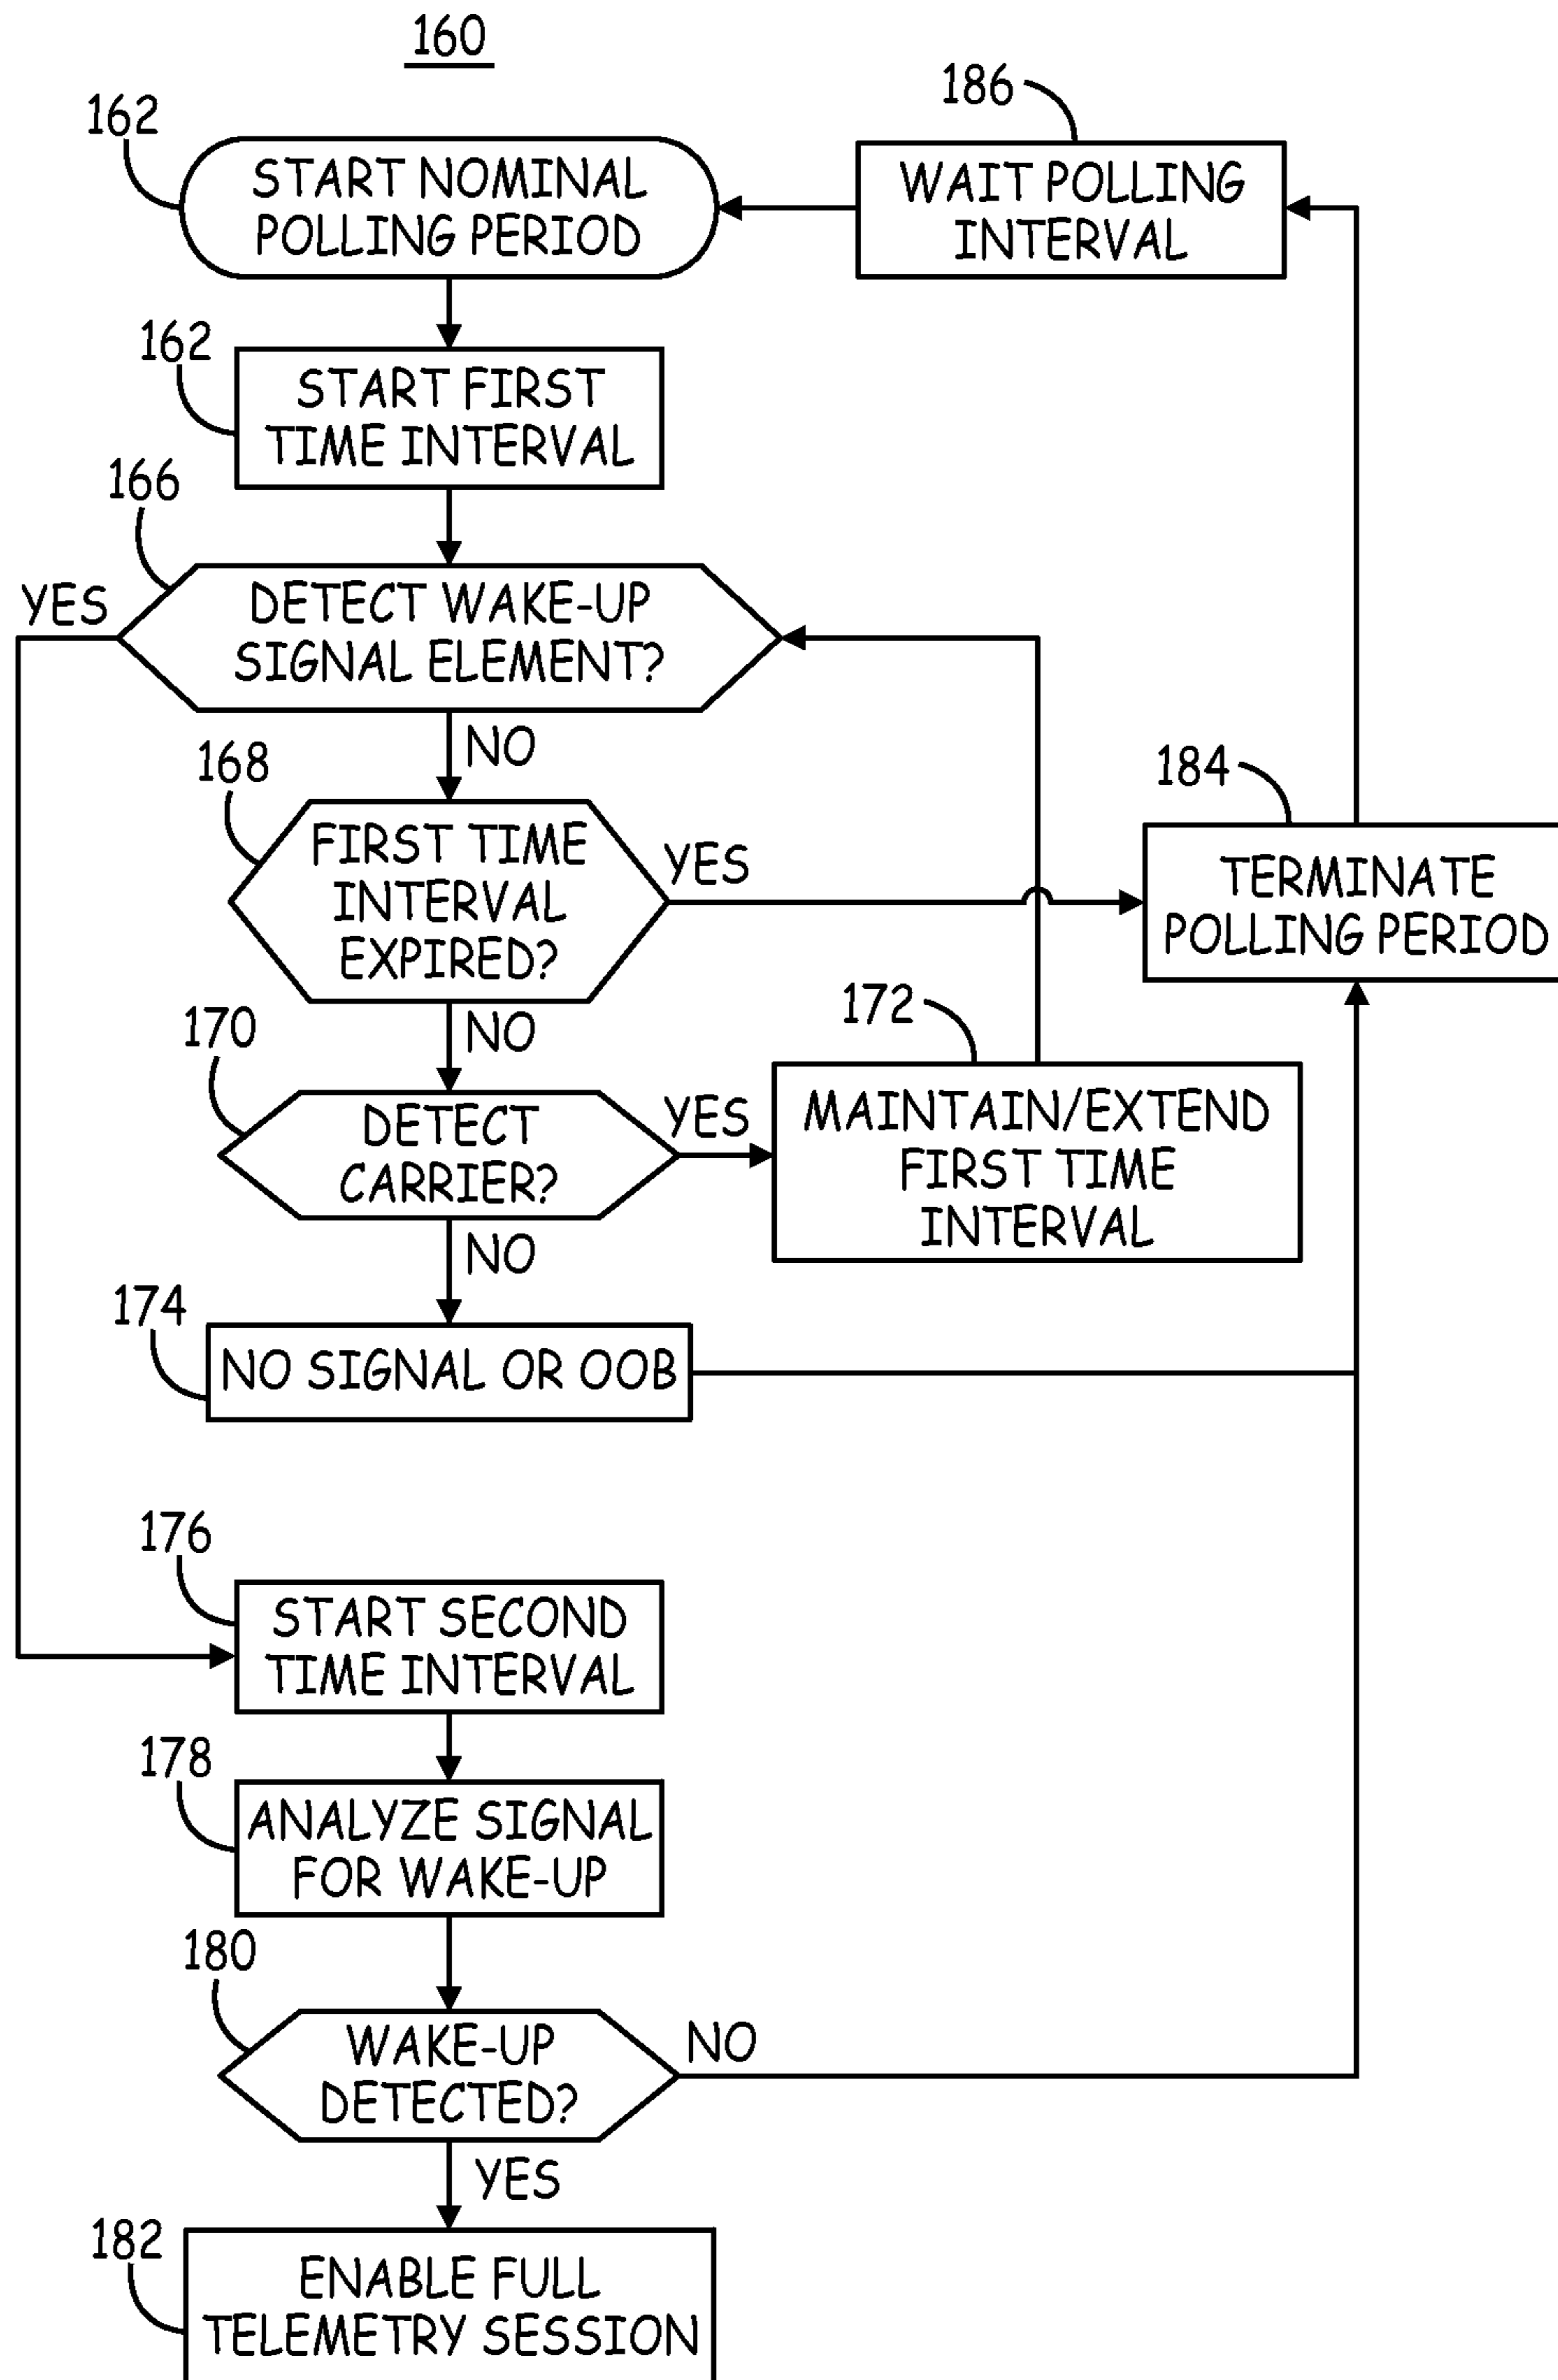 160
162
START NOMINAL
POLLING PERIOD
186
WAIT POLLING
INTERVAL
162
START FIRST
TIME INTERVAL
166
YES
DETECT WAKE-UP
SIGNAL ELEMENT?
NO
168
FIRST TIME
INTERVAL
EXPIRED?
YES
184
TERMINATE
POLLING PERIOD
NO
170
DETECT
CARRIER?
YES
172
MAINTAIN/EXTEND
FIRST TIME
INTERVAL
NO
174
NO SIGNAL OR OOB
176
START SECOND
TIME INTERVAL
178
ANALYZE SIGNAL
FOR WAKE-UP
180
WAKE-UP
DETECTED?
NO
YES
182
ENABLE FULL
TELEMETRY SESSION